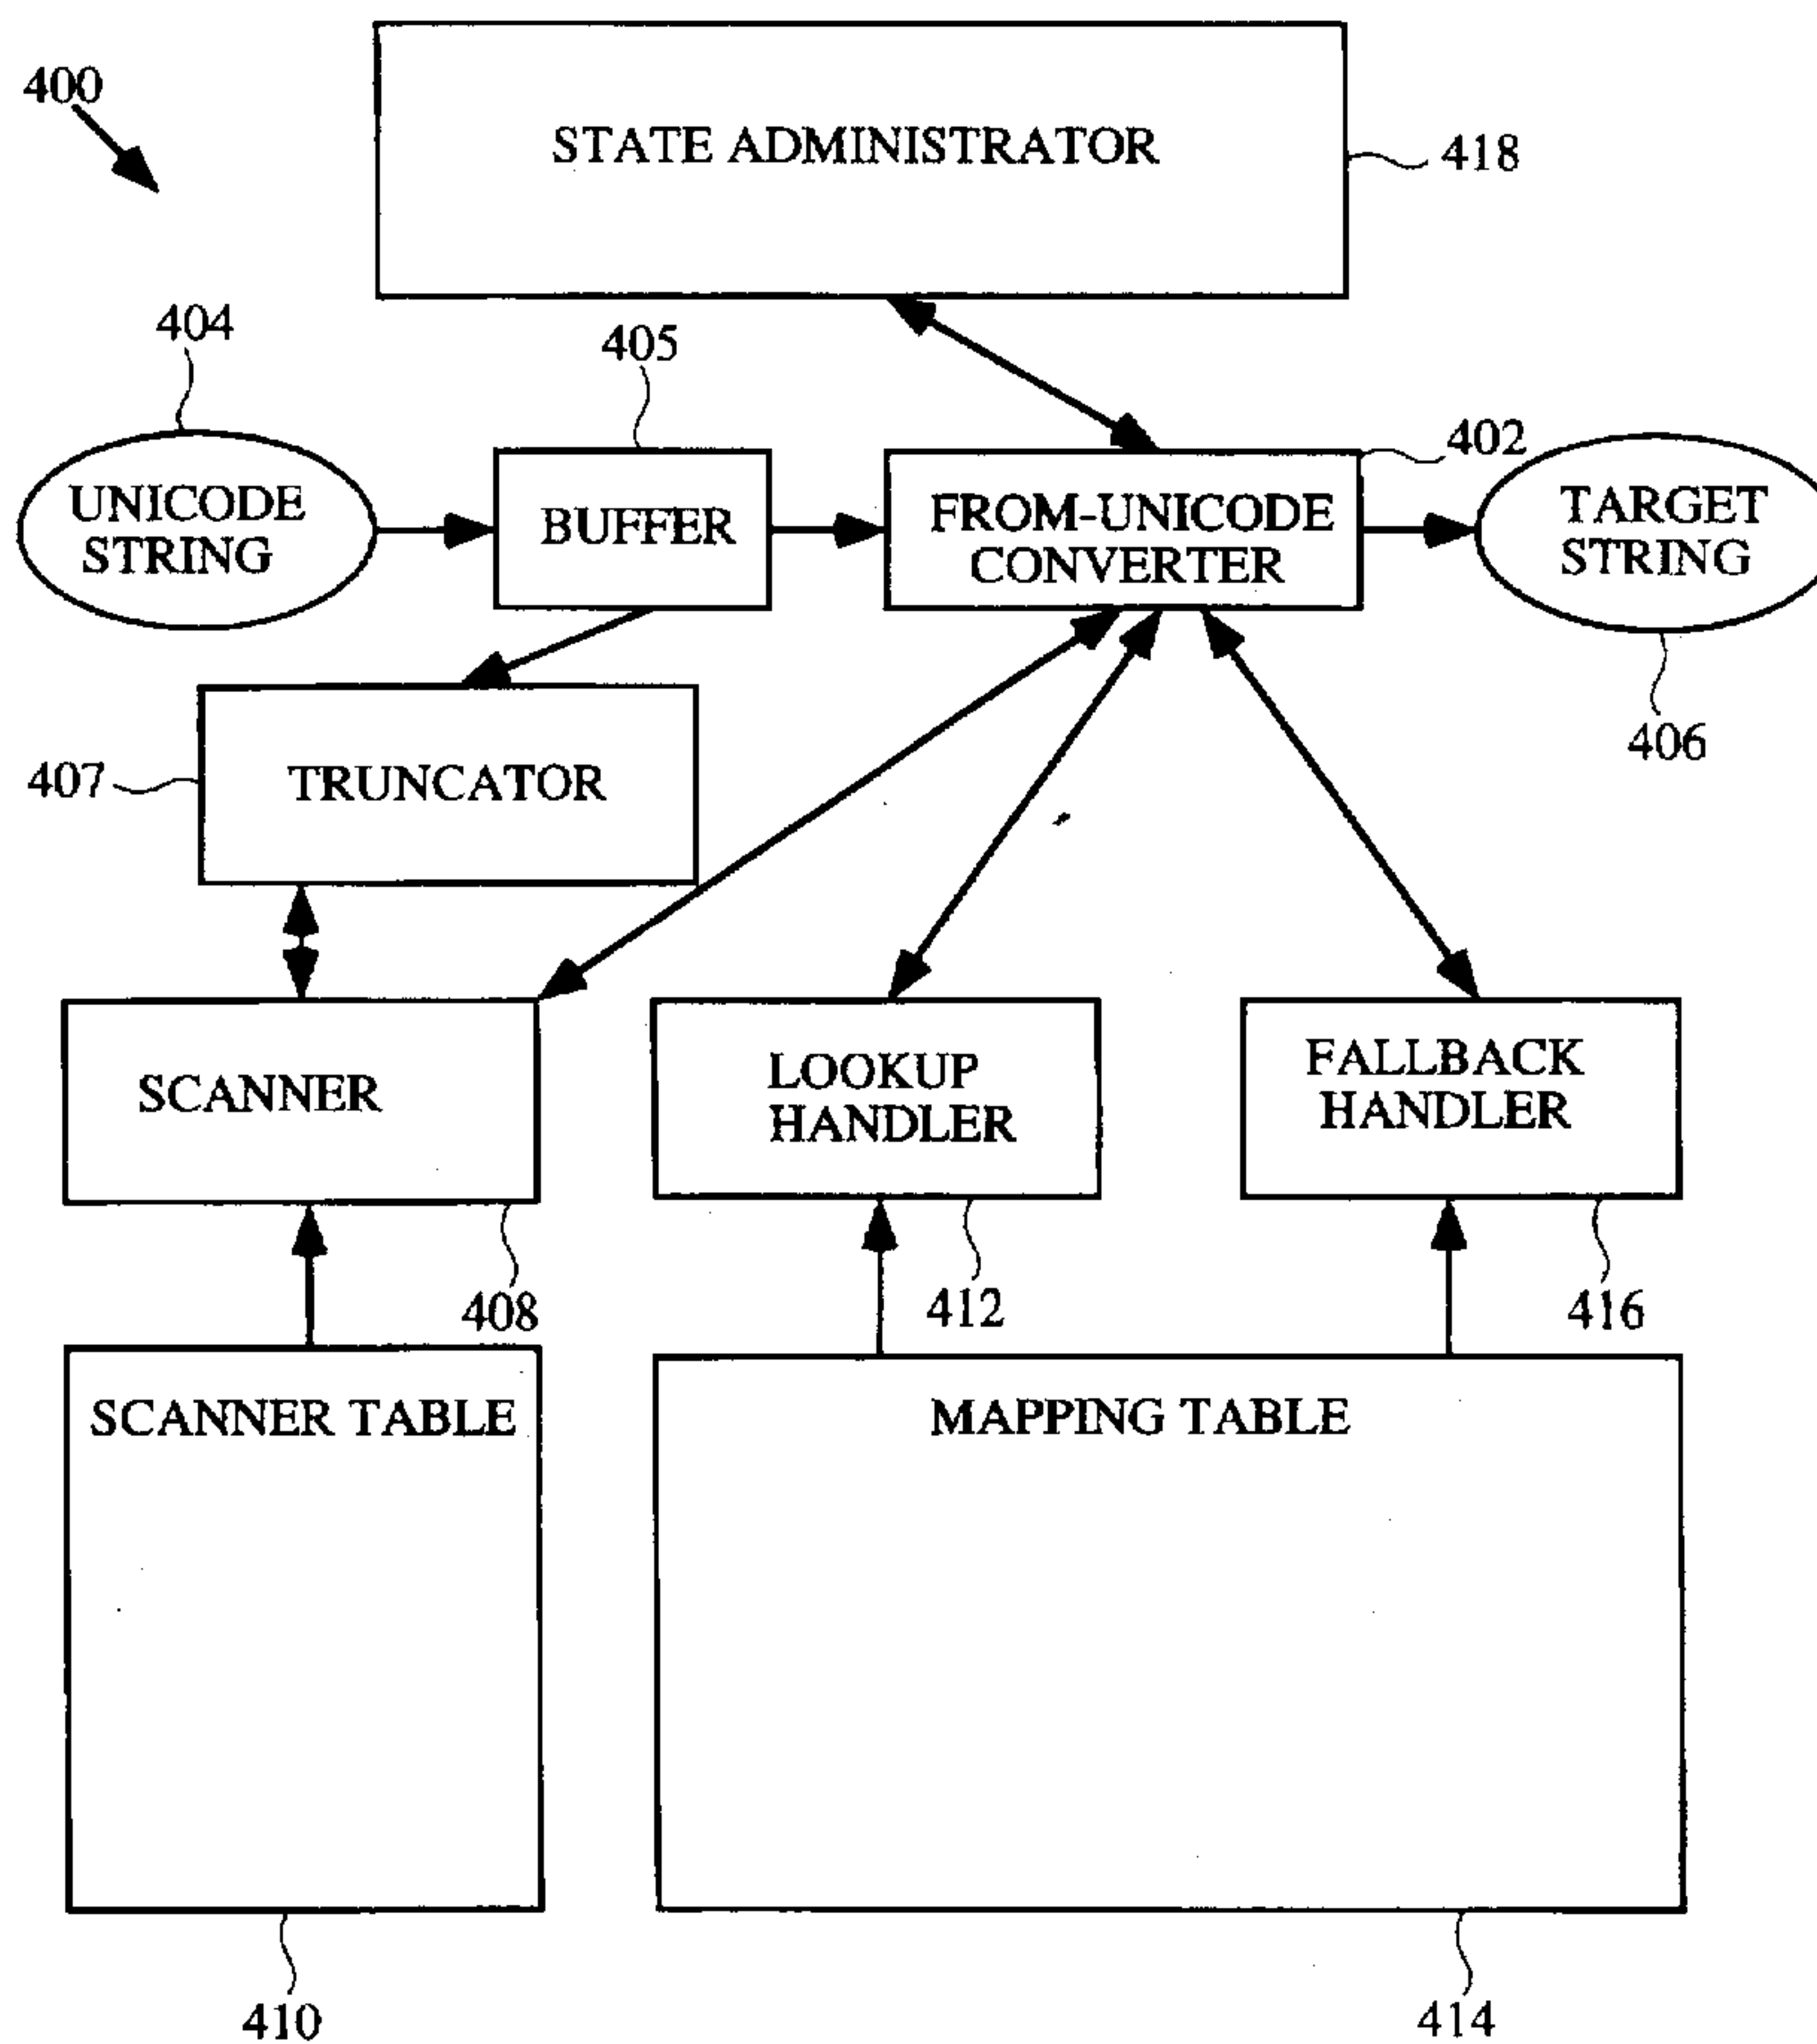 400
STATE ADMINISTRATOR
418
404
405
402
UNICODE
STRING
BUFFER
FROM-UNICODE
CONVERTER
TARGET
STRING
406
407
TRUNCATOR
SCANNER
LOOKUP
HANDLER
FALLBACK
HANDLER
408
412
416
SCANNER TABLE
MAPPING TABLE
410
414